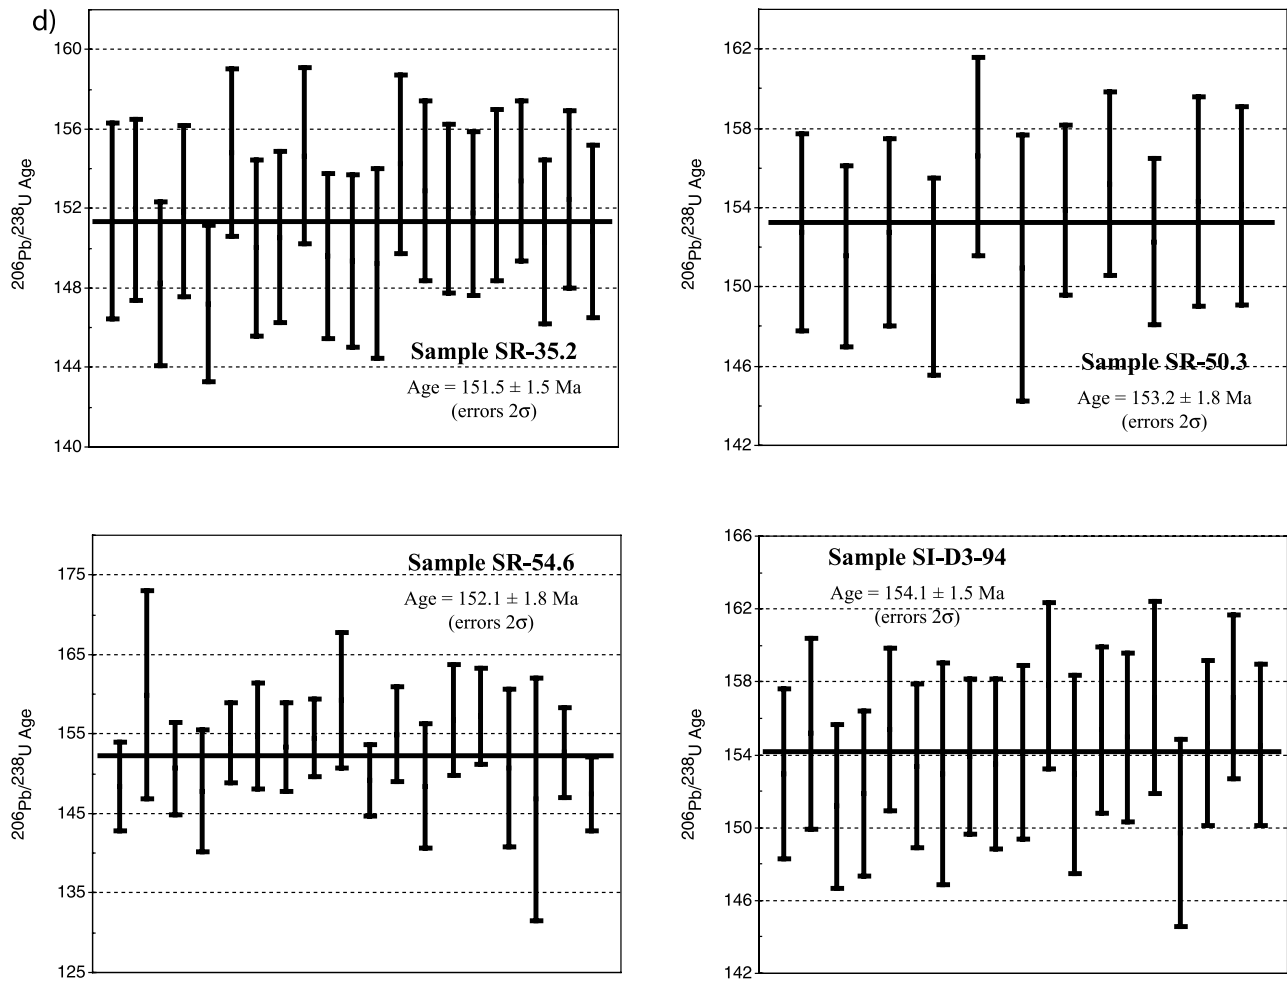 d)
160
156
152
148
144
140
206Pb/238U Age
Sample SR-35.2
Age = 151.5 ± 1.5 Ma
(errors 2σ)
162
158
154
150
146
142
206Pb/238U Age
Sample SR-50.3
Age = 153.2 ± 1.8 Ma
(errors 2σ)
175
165
155
145
135
125
206Pb/238U Age
Sample SR-54.6
Age = 152.1 ± 1.8 Ma
(errors 2σ)
166
162
158
154
150
146
142
206Pb/238U Age
Sample SI-D3-94
Age = 154.1 ± 1.5 Ma
(errors 2σ)